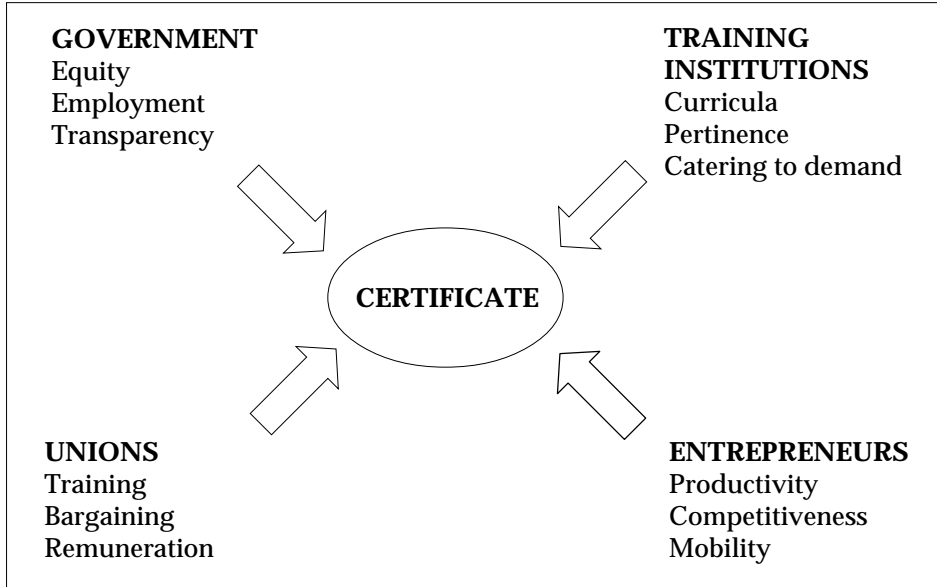 GOVERNMENT
Equity
Employment
Transparency
TRAINING
INSTITUTIONS
Curricula
Pertinence
Catering to demand
CERTIFICATE
UNIONS
Training
Bargaining
Remuneration
ENTREPRENEURS
Productivity
Competitiveness
Mobility